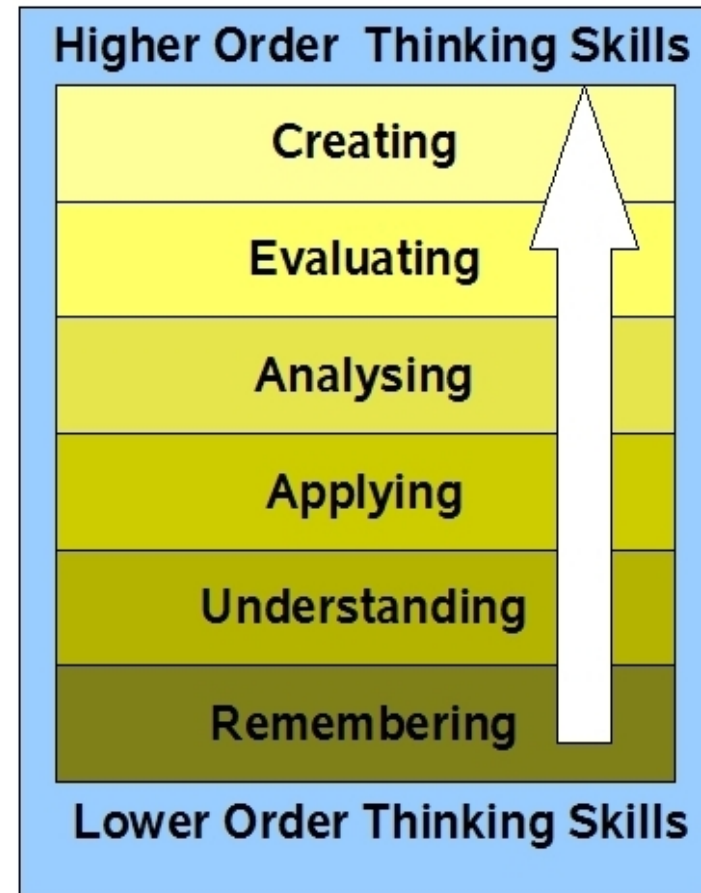 Higher Order Thinking Skills
Creating
Evaluating
Analysing
Applying
Understanding
Remembering
Lower Order Thinking Skills